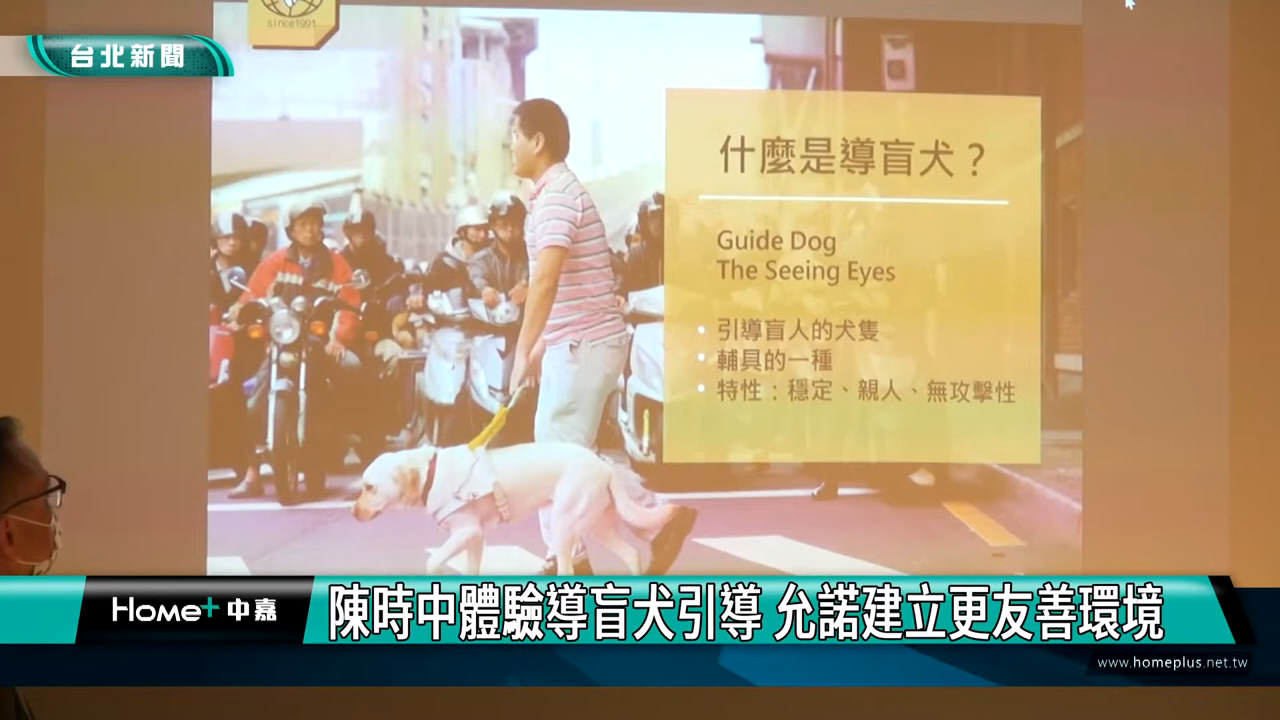 since1991
台北新聞
什麼是導盲犬？
Guide Dog
The Seeing Eyes
• 引導盲人的犬隻
• 輔具的一種
• 特性：穩定、親人、無攻擊性
Home+中嘉
陳時中體驗導盲犬引導 允諾建立更友善環境
www.homeplus.net.tw